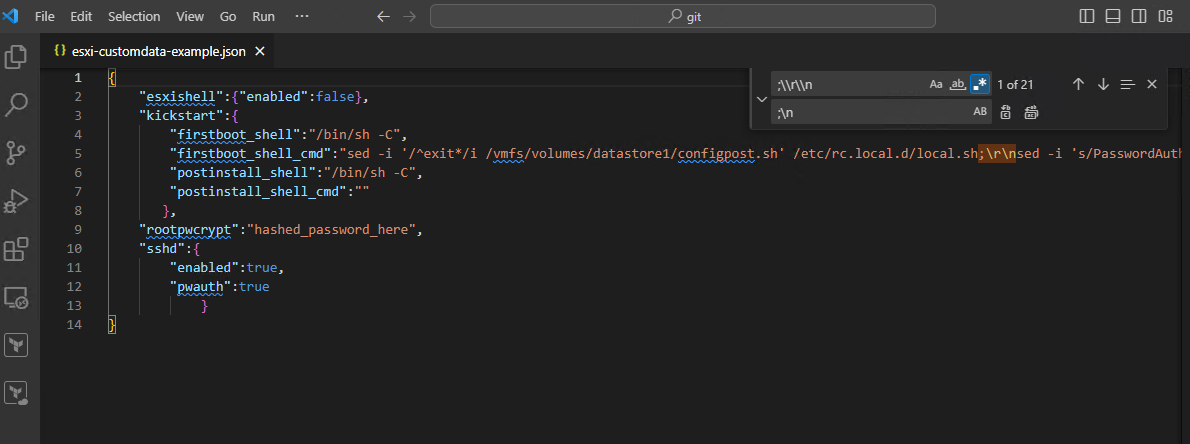 File Edit Selection View Go Run ··· git
{} esxi-customdata-example.json
;\\r\\n Aa ab .* 1 of 21
;\n AB
1 {
2 "esxishell":{"enabled":false},
3 "kickstart":{
4 "firstboot_shell":"/bin/sh -C",
5 "firstboot_shell_cmd":"sed -i '/^exit*/i /vmfs/volumes/datastore1/configpost.sh' /etc/rc.local.d/local.sh;\r\nsed -i 's/PasswordAuth
6 "postinstall_shell":"/bin/sh -C",
7 "postinstall_shell_cmd":""
8 },
9 "rootpwcrypt":"hashed_password_here",
10 "sshd":{
11 "enabled":true,
12 "pwauth":true
13 }
14 }